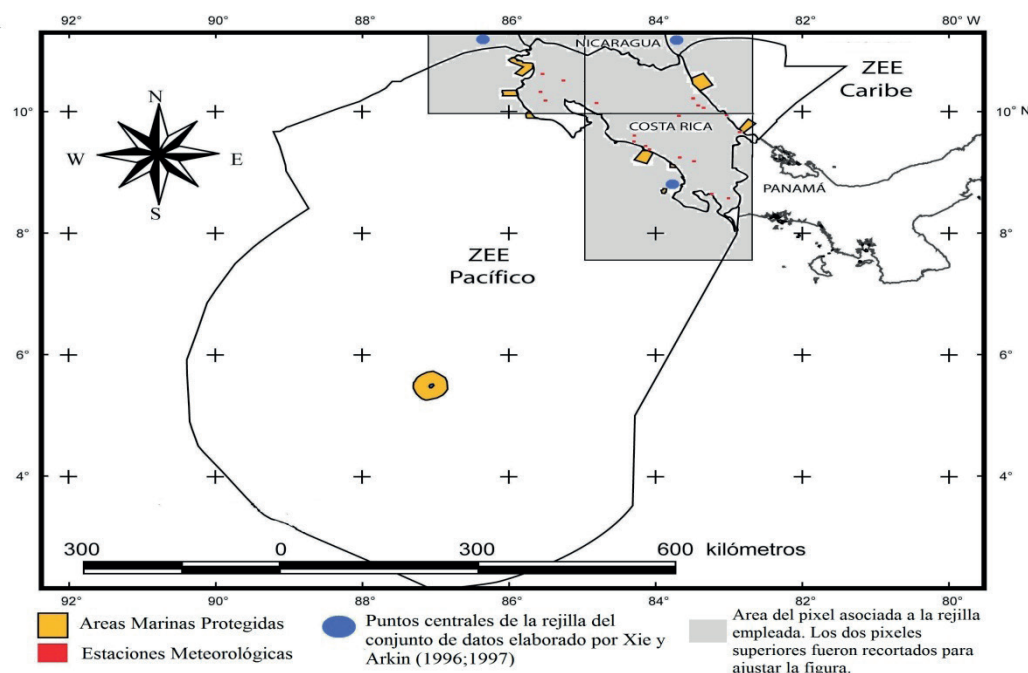 92° 90° 88° 86° 84° 82° 80° W
NICARAGUA
ZEE
Caribe
N
10° 10° N
W E
COSTA RICA
S
PANAMÁ
8° 8°
ZEE
Pacífico
6° 6°
4° 4°
300 0 300 600 kilómetros
92° 90° 88° 86° 84° 82° 80°
Areas Marinas Protegidas
Estaciones Meteorológicas
Puntos centrales de la rejilla del
conjunto de datos elaborado por Xie y
Arkin (1996;1997)
Area del pixel asociada a la rejilla
empleada. Los dos pixeles
superiores fueron recortados para
ajustar la figura.